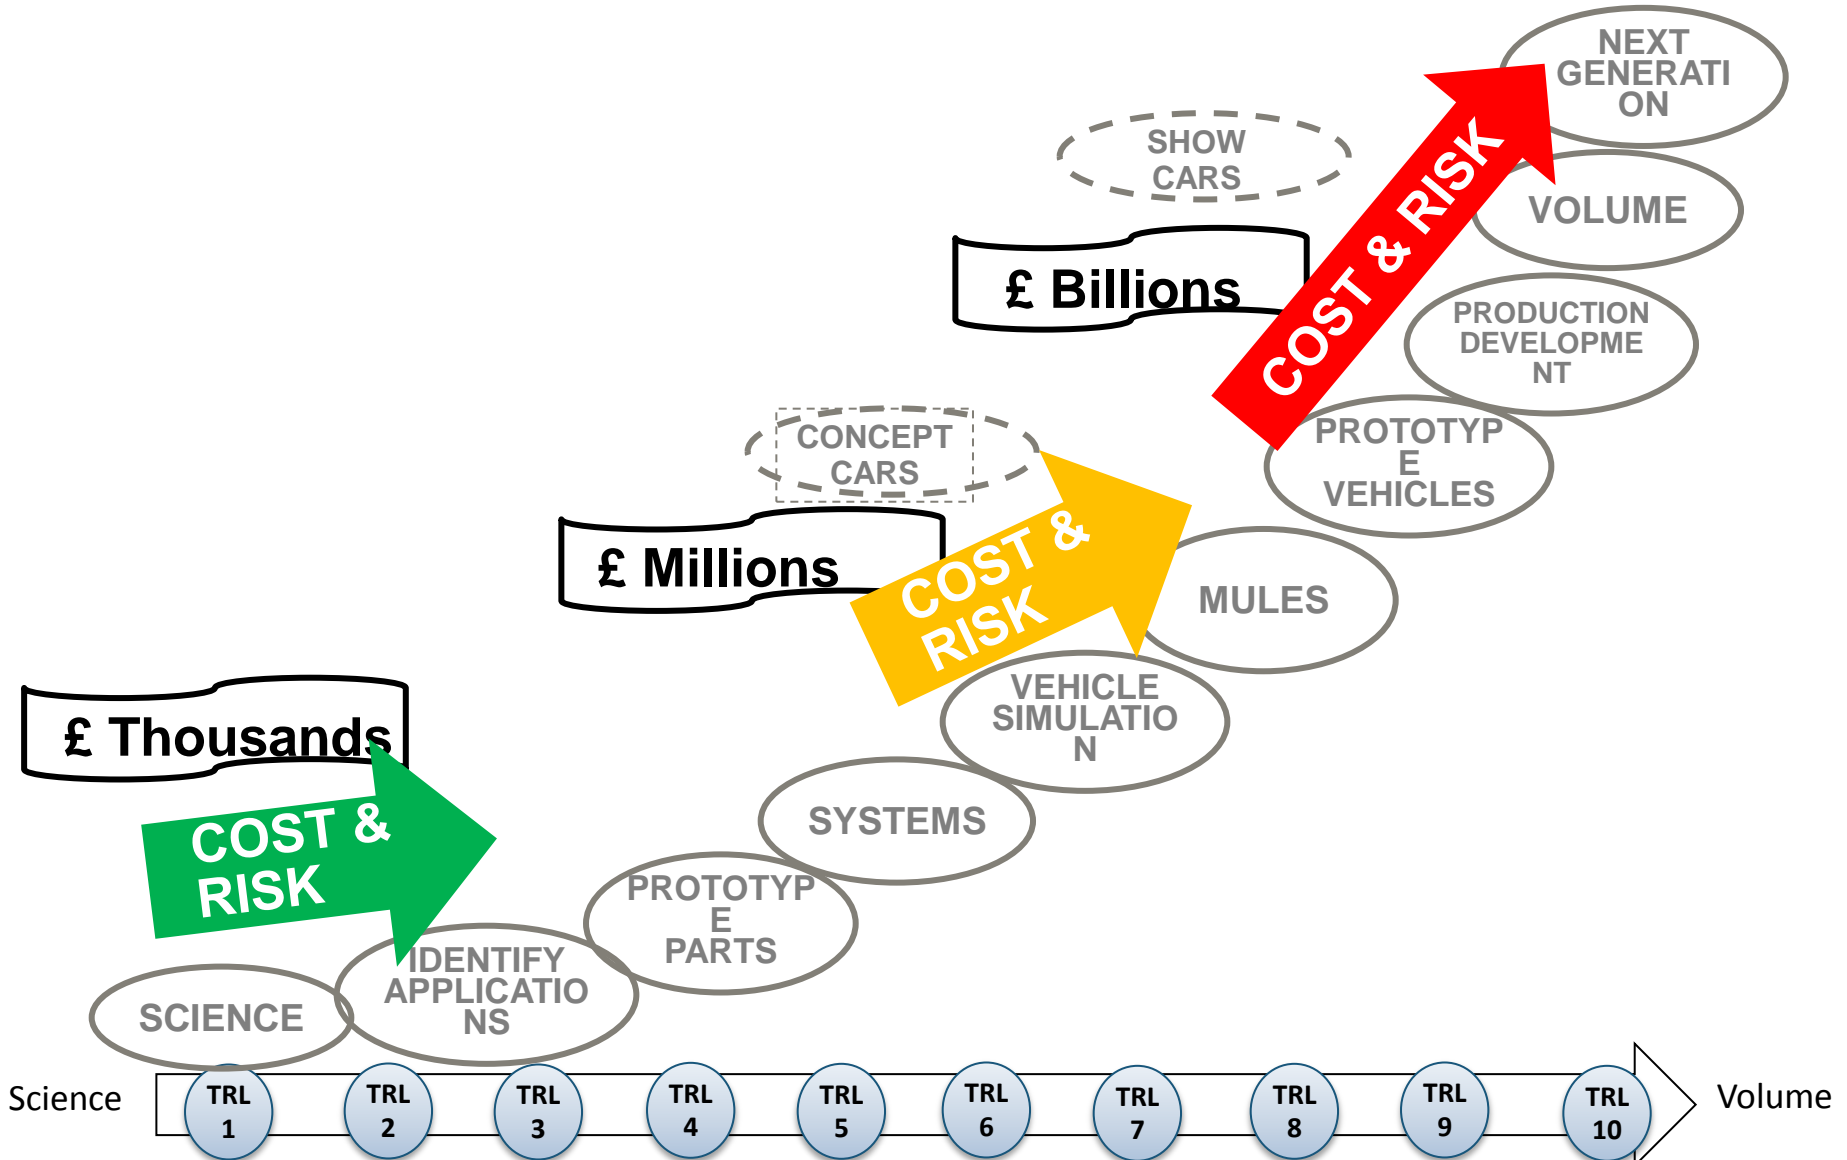 NEXT
GENERATI
ON
SHOW
CARS
VOLUME
£ Billions
COST & RISK
PRODUCTION
DEVELOPME
NT
CONCEPT
CARS
PROTOTYP
E
VEHICLES
£ Millions
COST &
RISK
MULES
VEHICLE
SIMULATIO
N
£ Thousands
COST &
RISK
SYSTEMS
PROTOTYP
E
PARTS
IDENTIFY
APPLICATIO
NS
SCIENCE
Science
TRL
1
TRL
2
TRL
3
TRL
4
TRL
5
TRL
6
TRL
7
TRL
8
TRL
9
TRL
10
Volume